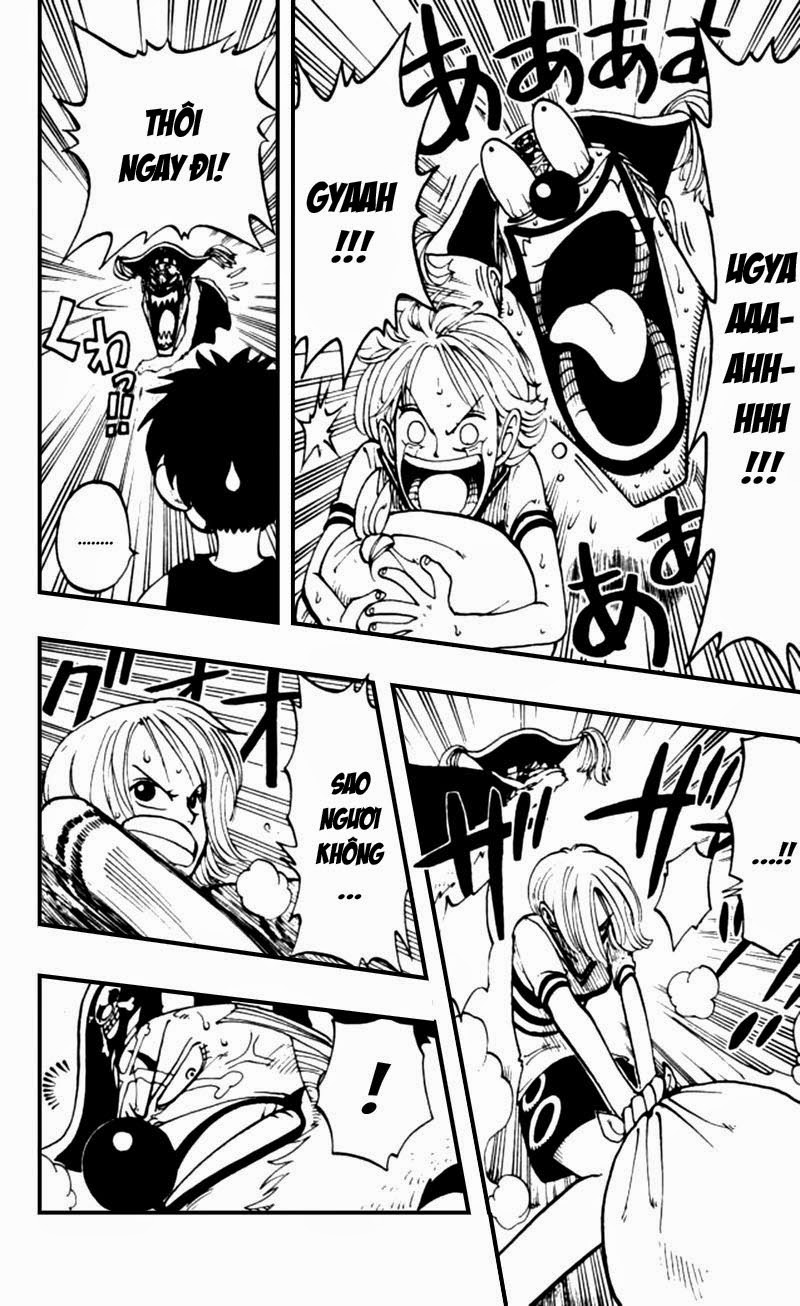 ああああ
UGYA
AAA-
AHH-
HHH
!!!
GYAAH
!!!
ああ
THÔI
NGAY ĐI!
くわっ!!
.........
...!!
ザザ
SAO
NGƯƠI
KHÔNG
...
グオオ
!